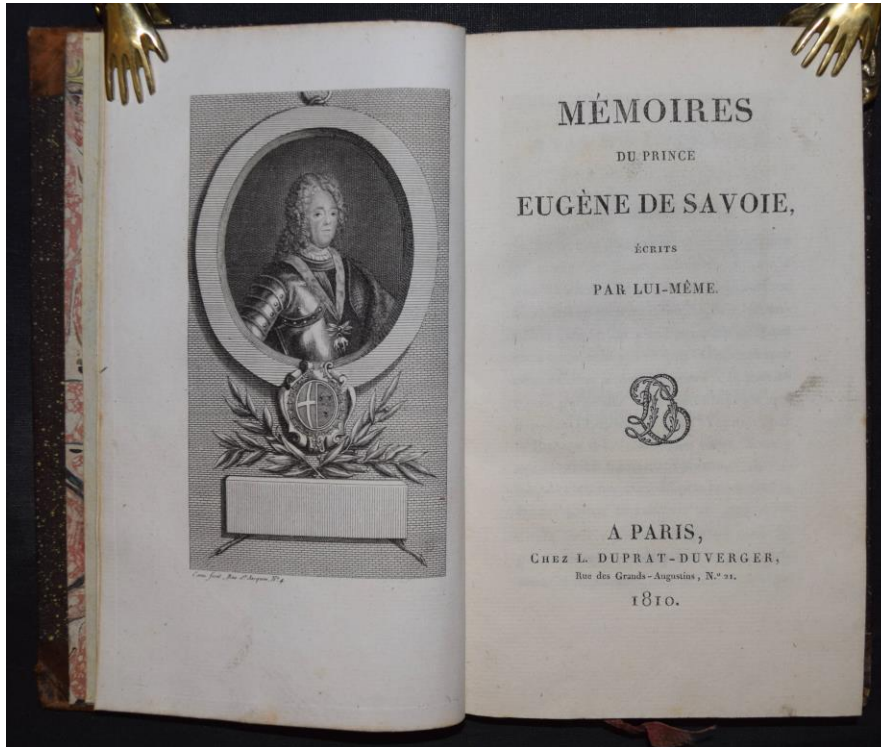 MÉMOIRES
DU PRINCE
EUGÈNE DE SAVOIE,
ÉCRITS
PAR LUI-MÊME.
A PARIS,
CHEZ L. DUPRAT-DUVERGER,
Rue des Grands-Augustins, N.º 21.
1810.